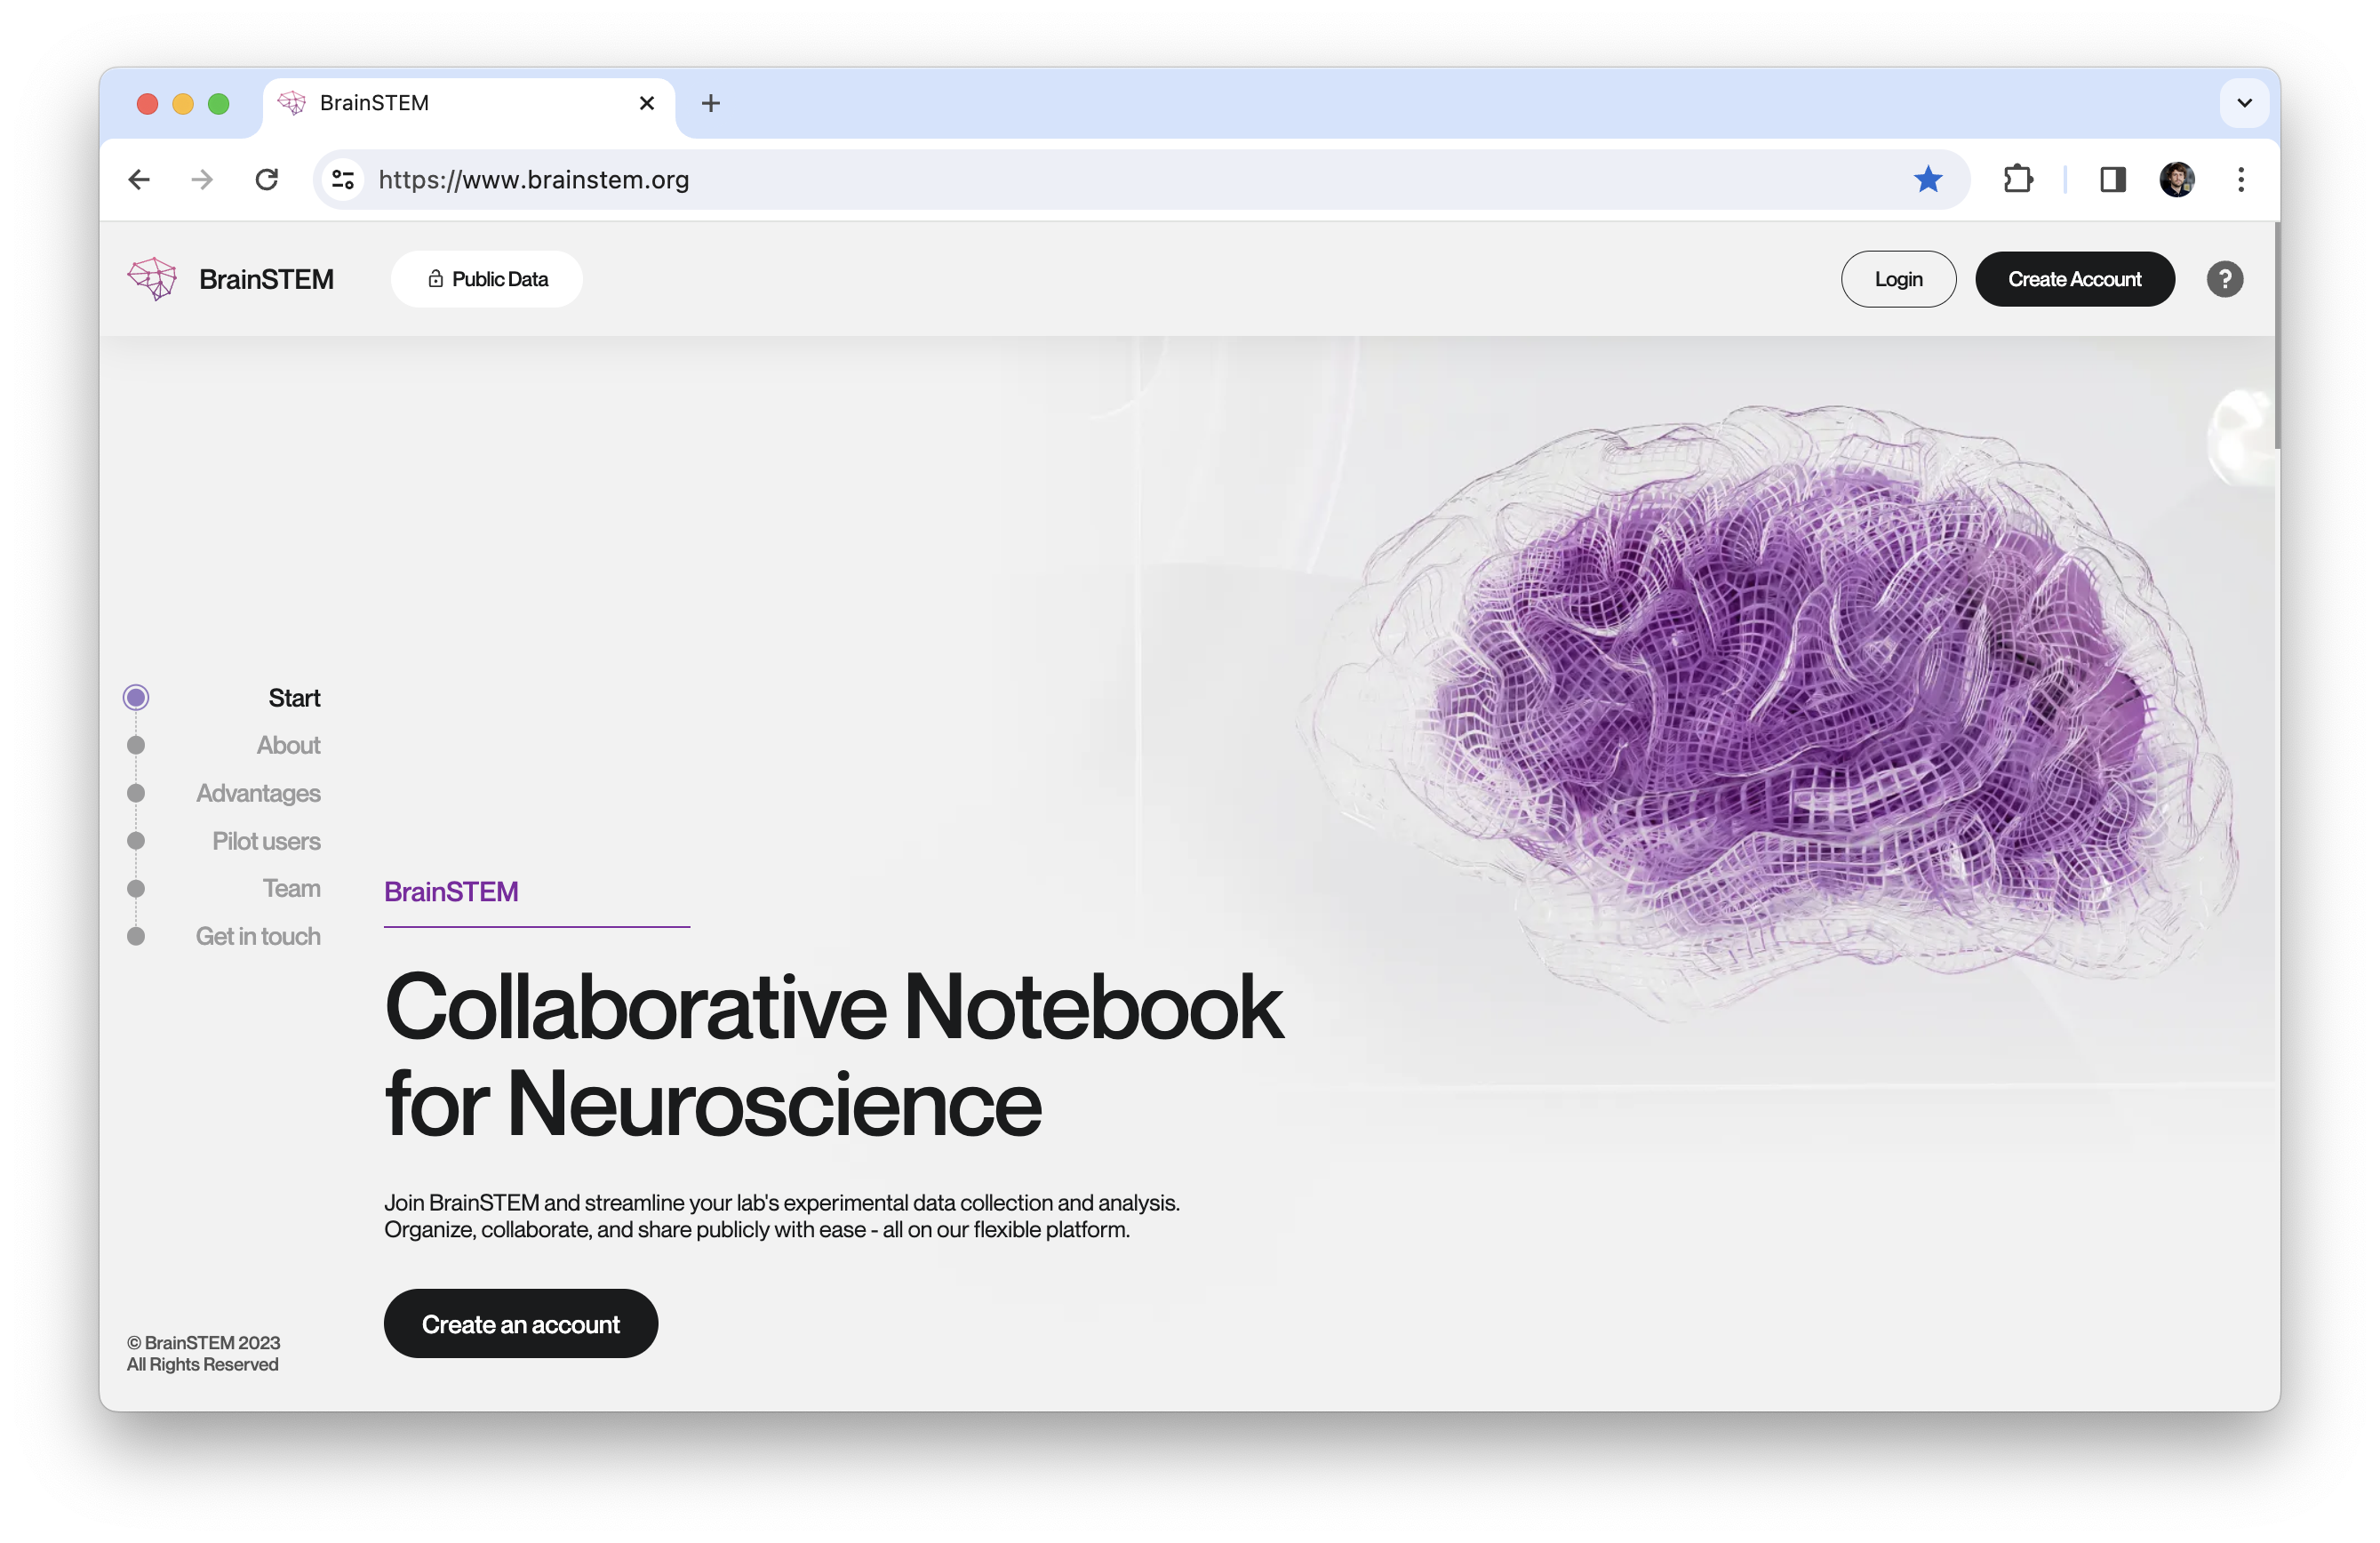 BrainSTEM
https://www.brainstem.org
BrainSTEM
Public Data
Login
Create Account
?
Start
About
Advantages
Pilot users
Team
Get in touch
BrainSTEM
Collaborative Notebook
for Neuroscience
Join BrainSTEM and streamline your lab's experimental data collection and analysis.
Organize, collaborate, and share publicly with ease - all on our flexible platform.
Create an account
© BrainSTEM 2023
All Rights Reserved